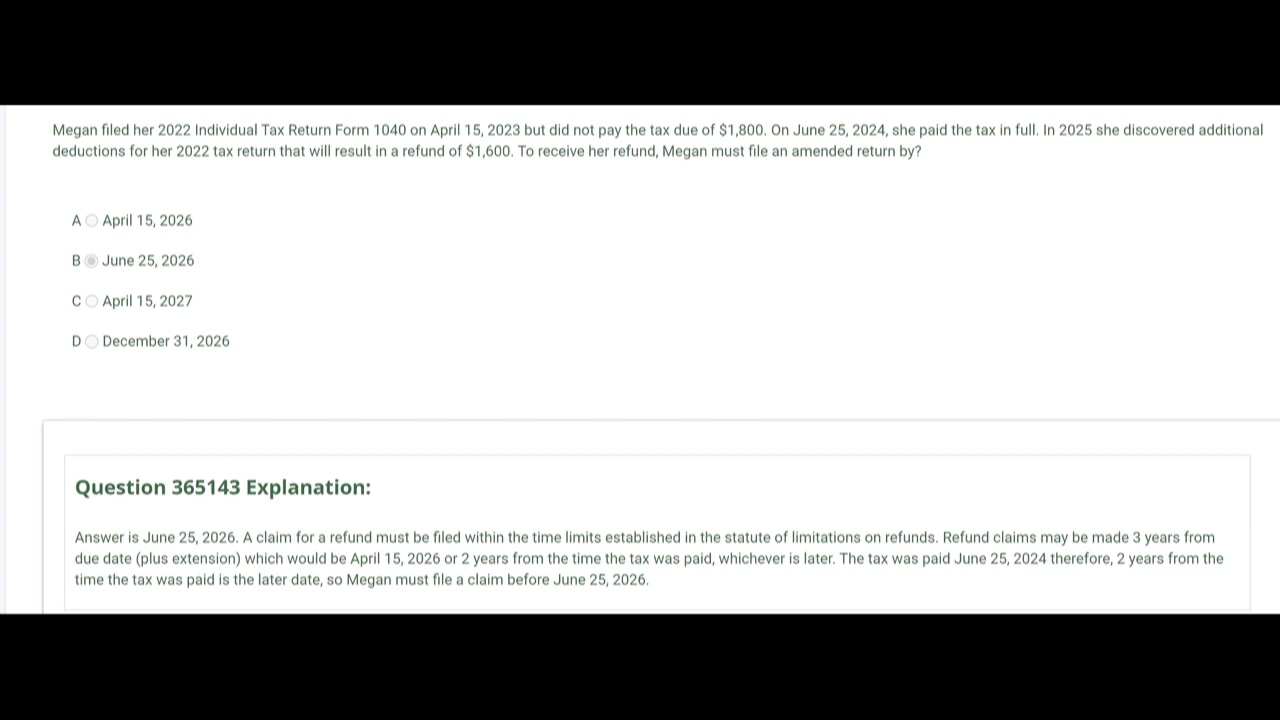 Megan filed her 2022 Individual Tax Return Form 1040 on April 15, 2023 but did not pay the tax due of $1,800. On June 25, 2024, she paid the tax in full. In 2025 she discovered additional
deductions for her 2022 tax return that will result in a refund of $1,600. To receive her refund, Megan must file an amended return by?
A April 15, 2026
B June 25, 2026
C April 15, 2027
D December 31, 2026
Question 365143 Explanation:
Answer is June 25, 2026. A claim for a refund must be filed within the time limits established in the statute of limitations on refunds. Refund claims may be made 3 years from
due date (plus extension) which would be April 15, 2026 or 2 years from the time the tax was paid, whichever is later. The tax was paid June 25, 2024 therefore, 2 years from the
time the tax was paid is the later date, so Megan must file a claim before June 25, 2026.